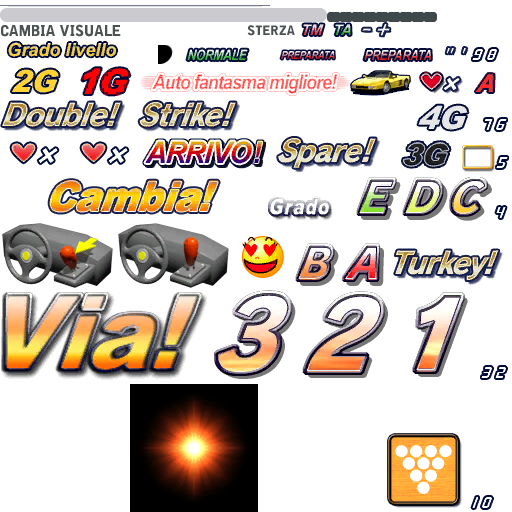 CAMBIA VISUALE STERZA TM TA - +
Grado livello NORMALE PREPARATA PREPARATA " ' 98
2G 1G Auto fantasma migliore! × A
Double! Strike! 4G 76
× × ARRIVO! Spare! 3G 5
Cambia! Grado E D C 4
B A Turkey!
Via! 3 2 1 32
10